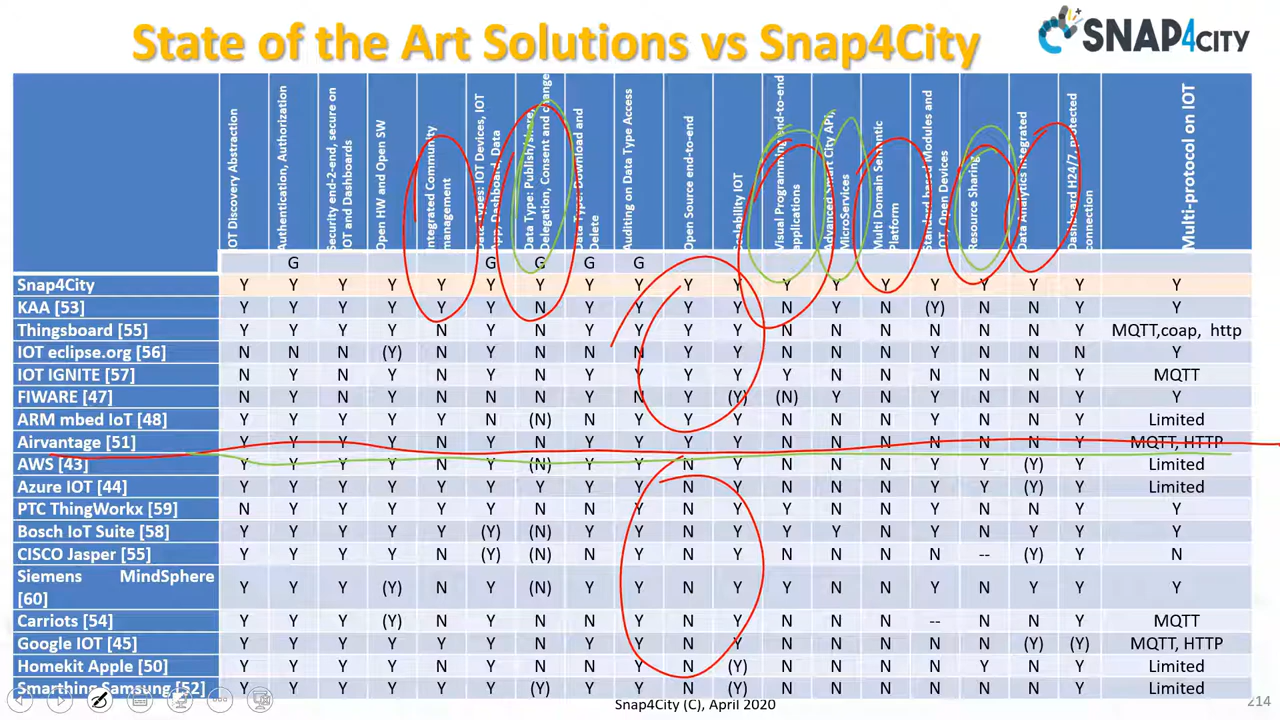 State of the Art Solutions vs Snap4City
SNAP4CITY
IOT Discovery Abstraction
Authentication, Authorization
Security end-2-end, secure on
IOT and Dashboards
Open HW and Open SW
Integrated Community
management
Data Types: IOT Devices, IOT
App, Dashboard, Data
Data Type: Publish/share,
Delegation, Consent and change
Data Type Download and
Delete
Auditing on Data Type Access
Open Source end-to-end
Scalability IOT
Visual Programming end-to-end
applications
Advanced Smart City API,
MicroServices
Multi Domain Semantic
Platform
Standard based Modules and
IOT Open Devices
Resource Sharing
Data Analytics Integrated
Dashboard H24/7, protected
connection
Multi-protocol on IOT
G G G G G
Snap4City Y Y Y Y Y Y Y Y Y Y Y Y Y Y Y Y Y Y Y
KAA [53] Y Y Y Y Y Y N Y Y Y Y N Y N (Y) N N Y Y
Thingsboard [55] Y Y Y Y N Y N Y Y Y Y N N N N N N Y MQTT,coap, http
IOT eclipse.org [56] N N N (Y) N Y N N N Y Y N N N Y N N N Y
IOT IGNITE [57] N Y N Y N Y N Y Y Y Y Y N N N N N Y MQTT
FIWARE [47] N Y N Y N N N Y N Y (Y) (N) Y N Y N N Y Y
ARM mbed IoT [48] Y Y Y Y Y Y (N) N Y Y Y N N N Y N N Y Limited
Airvantage [51] Y Y Y Y N Y N Y Y Y Y N N N N N N Y MQTT, HTTP
AWS [43] Y Y Y Y N Y (N) Y Y N Y N N N Y Y (Y) Y Limited
Azure IOT [44] Y Y Y Y Y Y Y Y Y N Y N N N Y Y (Y) Y Limited
PTC ThingWorkx [59] N Y Y Y Y Y N Y Y N Y Y N N Y N N Y Y
Bosch IoT Suite [58] Y Y Y Y Y (Y) (N) Y Y N Y Y Y N Y N N Y Y
CISCO Jasper [55] Y Y Y Y N (Y) (N) N Y N Y N N N N -- (Y) Y N
Siemens MindSphere
[60] Y Y Y (Y) N Y (N) Y Y N Y Y N N Y N N Y Y
Carriots [54] Y Y Y (Y) N Y N N Y N Y N N N -- N N Y MQTT
Google IOT [45] Y Y Y Y Y Y N Y Y N Y N N N N N (Y) (Y) MQTT, HTTP
Homekit Apple [50] Y Y Y Y N Y N N Y N (Y) N N N N Y N Y Limited
Smarthing Samsung [52] Y Y Y Y Y Y (Y) Y Y N (Y) N N N N N N Y Limited
Snap4City (C), April 2020
214